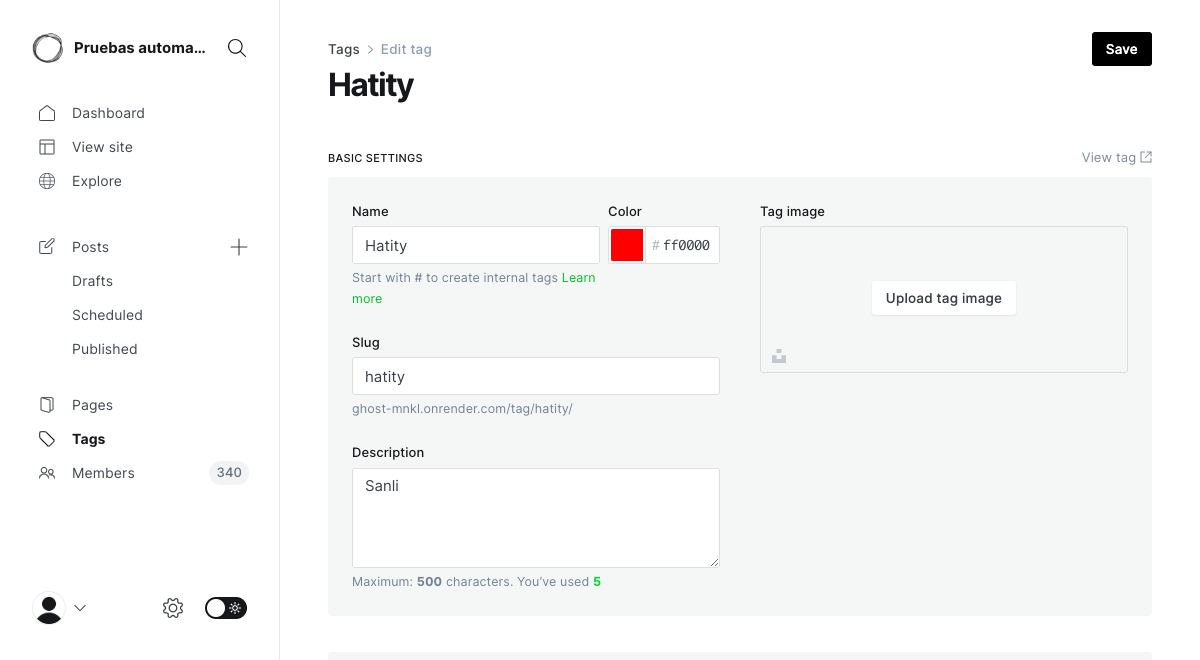 Pruebas automa...
Dashboard
View site
Explore
Posts
Drafts
Scheduled
Published
Pages
Tags
Members 340
Tags > Edit tag
Save
Hatity
BASIC SETTINGS
View tag
Name
Color
Tag image
Hatity
# ff0000
Start with # to create internal tags Learn
more
Upload tag image
Slug
hatity
ghost-mnkl.onrender.com/tag/hatity/
Description
Sanli
Maximum: 500 characters. You’ve used 5